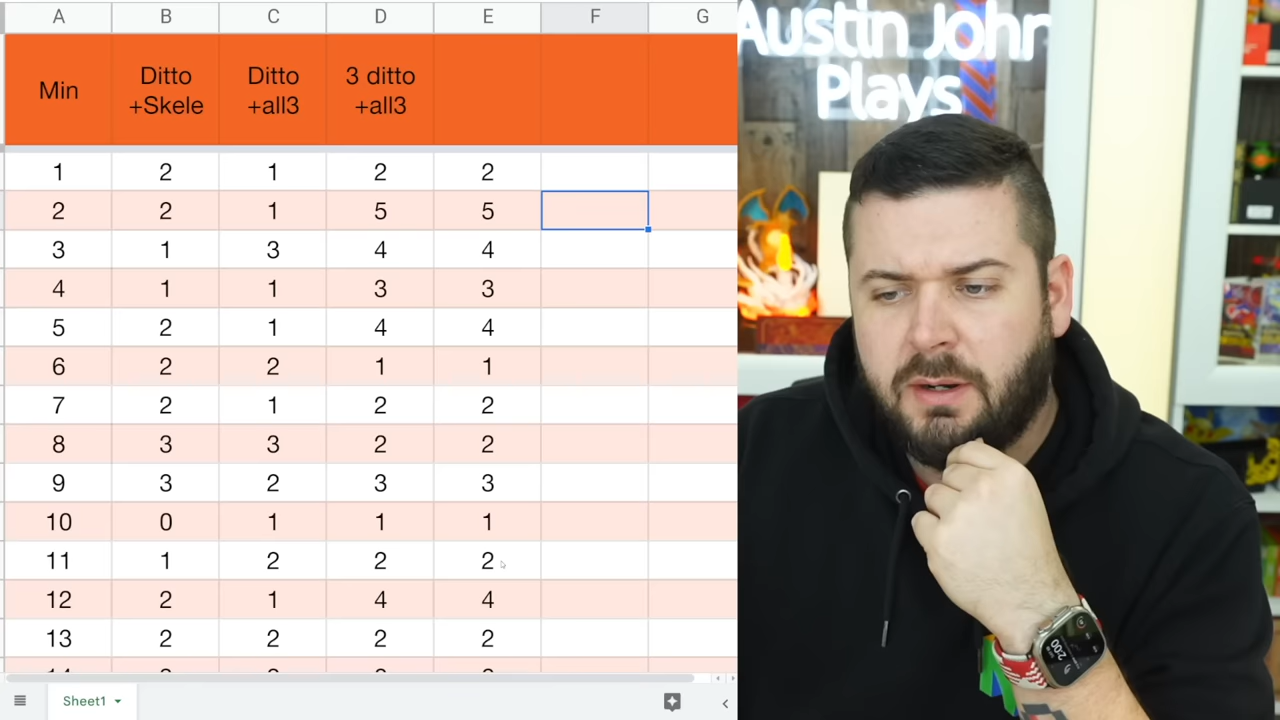 A B C D E F G
Min Ditto +Skele Ditto +all3 3 ditto +all3
1 2 1 2 2
2 2 1 5 5
3 1 3 4 4
4 1 1 3 3
5 2 1 4 4
6 2 2 1 1
7 2 1 2 2
8 3 3 2 2
9 3 2 3 3
10 0 1 1 1
11 1 2 2 2
12 2 1 4 4
13 2 2 2 2
Sheet1
Austin John
Plays
2:00